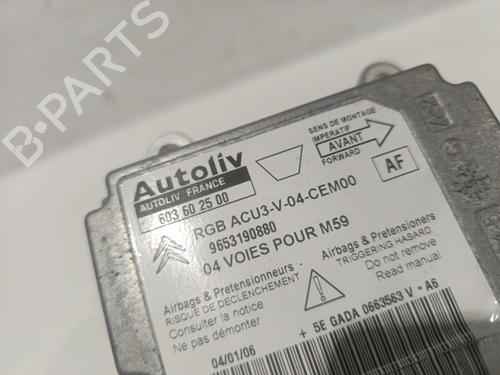 B-PARTS
Autoliv
AUTOLIV FRANCE
603 60 25 00
SENS DE MONTAGE
IMPERATIF
AVANT
FORWARD
AF
RGB ACU3-V-04-CEM00
9653190880
04 VOIES POUR M59
Airbags & Pretensionneurs
RISQUE DE DECLENCHEMENT
Consulter la notice
Ne pas démonter
Airbags & Pretensioners
TRIGGERING HASARD
Do not remove
Read manual
04/01/06
+ 5E GADA 0663563 V * A6